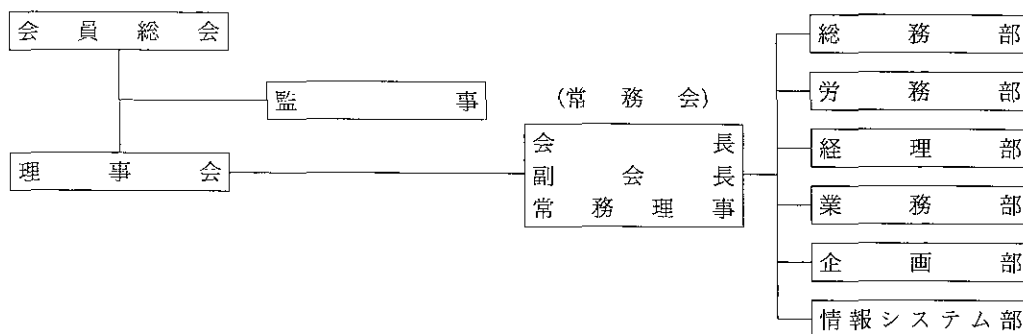 会員総会
監事
理事会
(常務会)
会長
副会長
常務理事
総務部
労務部
経理部
業務部
企画部
情報システム部